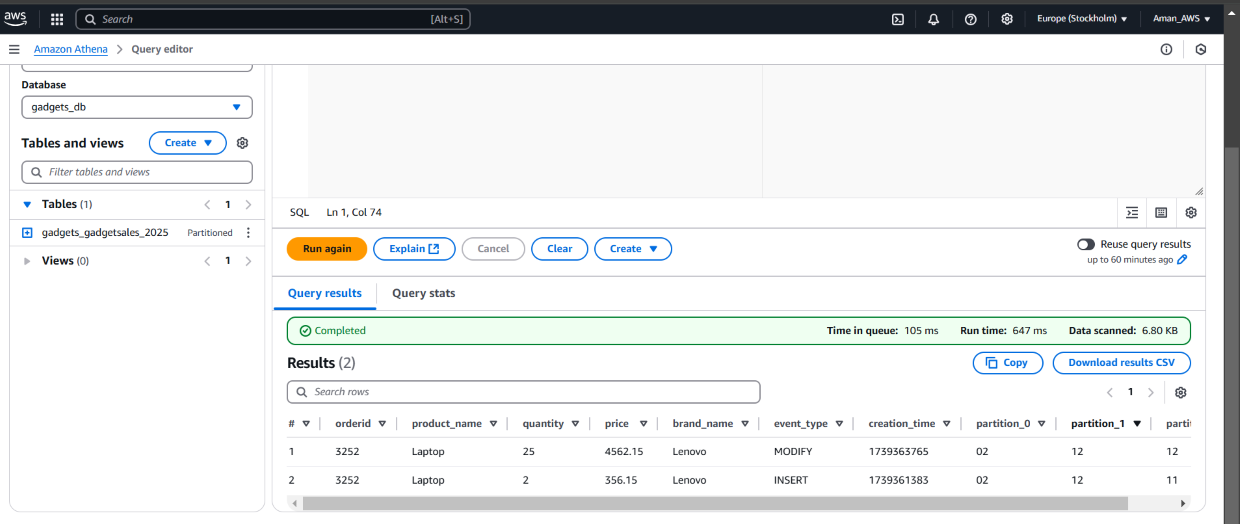 aws Search [Alt+S] Europe (Stockholm) Aman_AWS
Amazon Athena > Query editor
Database
gadgets_db
Tables and views Create
Filter tables and views
Tables (1) < 1 >
gadgets_gadgetsales_2025 Partitioned
Views (0) < 1 >
SQL Ln 1, Col 74
Run again Explain Cancel Clear Create
Reuse query results
up to 60 minutes ago
Query results Query stats
Completed Time in queue: 105 ms Run time: 647 ms Data scanned: 6.80 KB
Results (2) Copy Download results CSV
Search rows < 1 >
# orderid product_name quantity price brand_name event_type creation_time partition_0 partition_1 parti
1 3252 Laptop 25 4562.15 Lenovo MODIFY 1739363765 02 12 12
2 3252 Laptop 2 356.15 Lenovo INSERT 1739361383 02 12 11